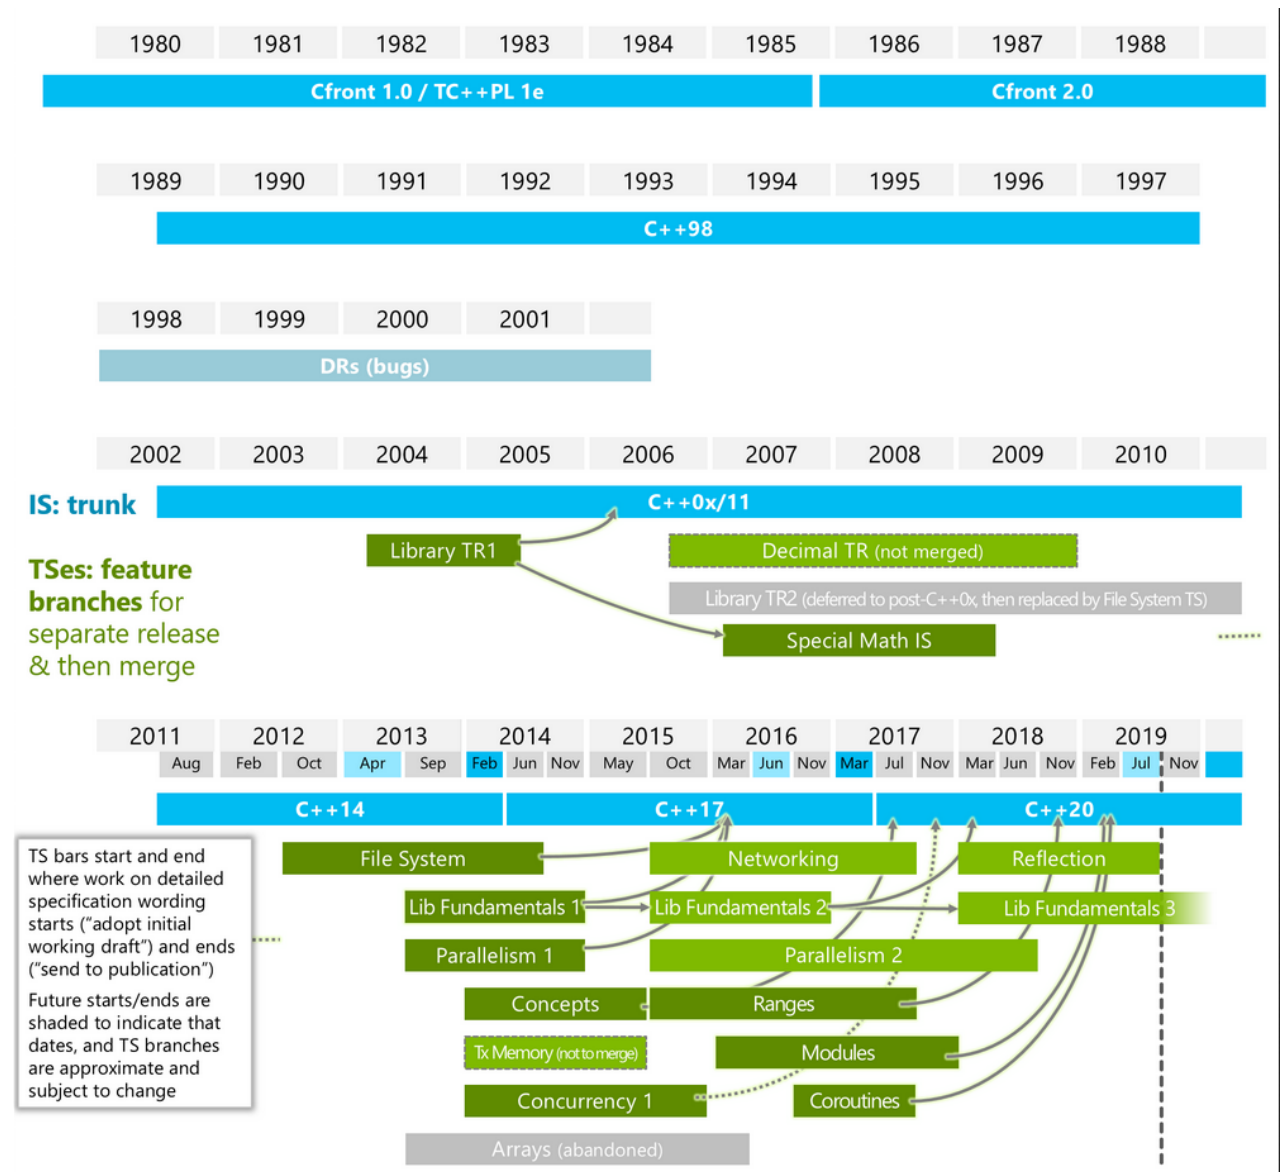 1980 1981 1982 1983 1984 1985 1986 1987 1988
Cfront 1.0 / TC++PL 1e Cfront 2.0
1989 1990 1991 1992 1993 1994 1995 1996 1997
C++98
1998 1999 2000 2001
DRs (bugs)
2002 2003 2004 2005 2006 2007 2008 2009 2010
IS: trunk
C++0x/11
Library TR1
Decimal TR (not merged)
TSes: feature
branches for
separate release
& then merge
Library TR2 (deferred to post-C++0x, then replaced by File System TS)
Special Math IS
2011 2012 2013 2014 2015 2016 2017 2018 2019
Aug Feb Oct Apr Sep Feb Jun Nov May Oct Mar Jun Nov Mar Jul Nov Mar Jun Nov Feb Jul Nov
C++14 C++17 C++20
File System Networking Reflection
Lib Fundamentals 1 Lib Fundamentals 2 Lib Fundamentals 3
Parallelism 1 Parallelism 2
Concepts Ranges
Tx Memory (not to merge) Modules
Concurrency 1 Coroutines
Arrays (abandoned)
TS bars start and end
where work on detailed
specification wording
starts (“adopt initial
working draft”) and ends
(“send to publication”)
Future starts/ends are
shaded to indicate that
dates, and TS branches
are approximate and
subject to change